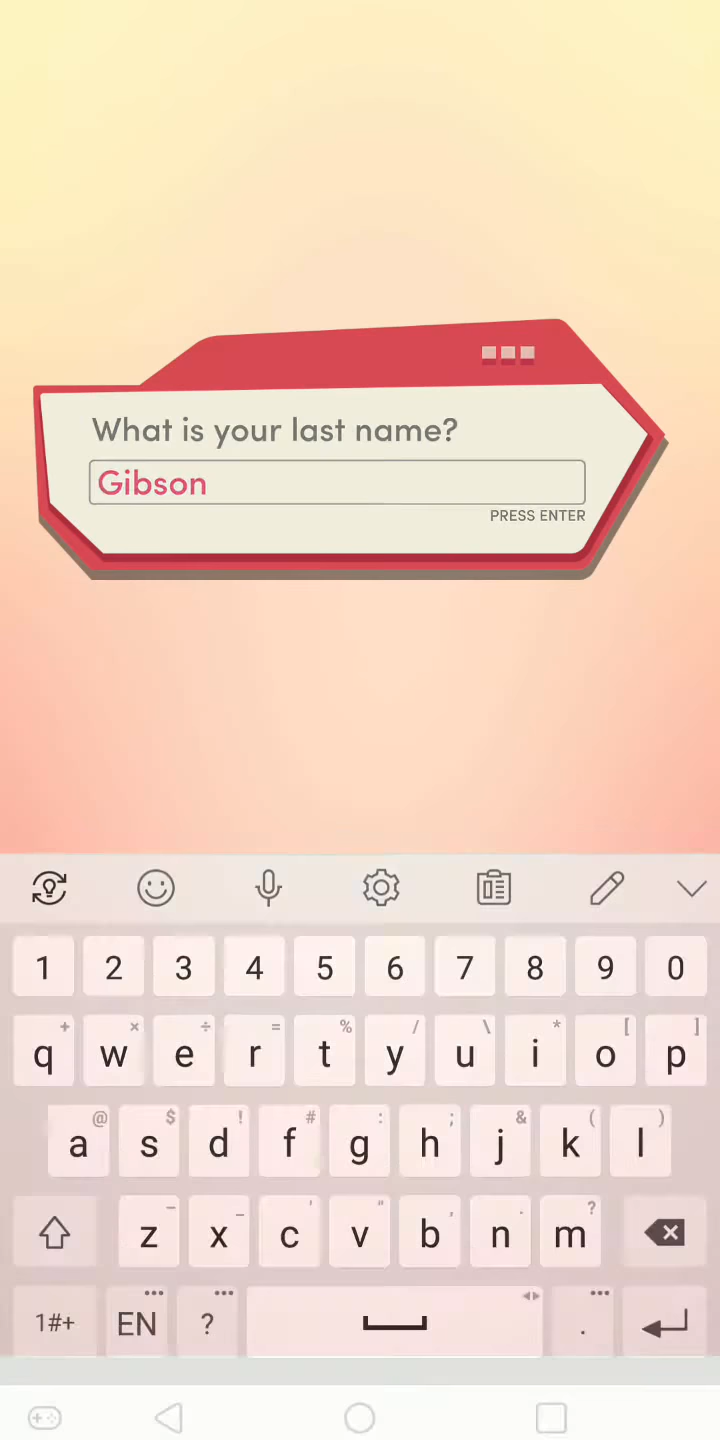 What is your last name?
Gibson
PRESS ENTER
1 2 3 4 5 6 7 8 9 0
+ × ÷ = % / \ * [ ]
q w e r t y u i o p
@ $ ! # : ; & ( )
a s d f g h j k l
– _ ' " , . ?
z x c v b n m
1#+ EN ? .